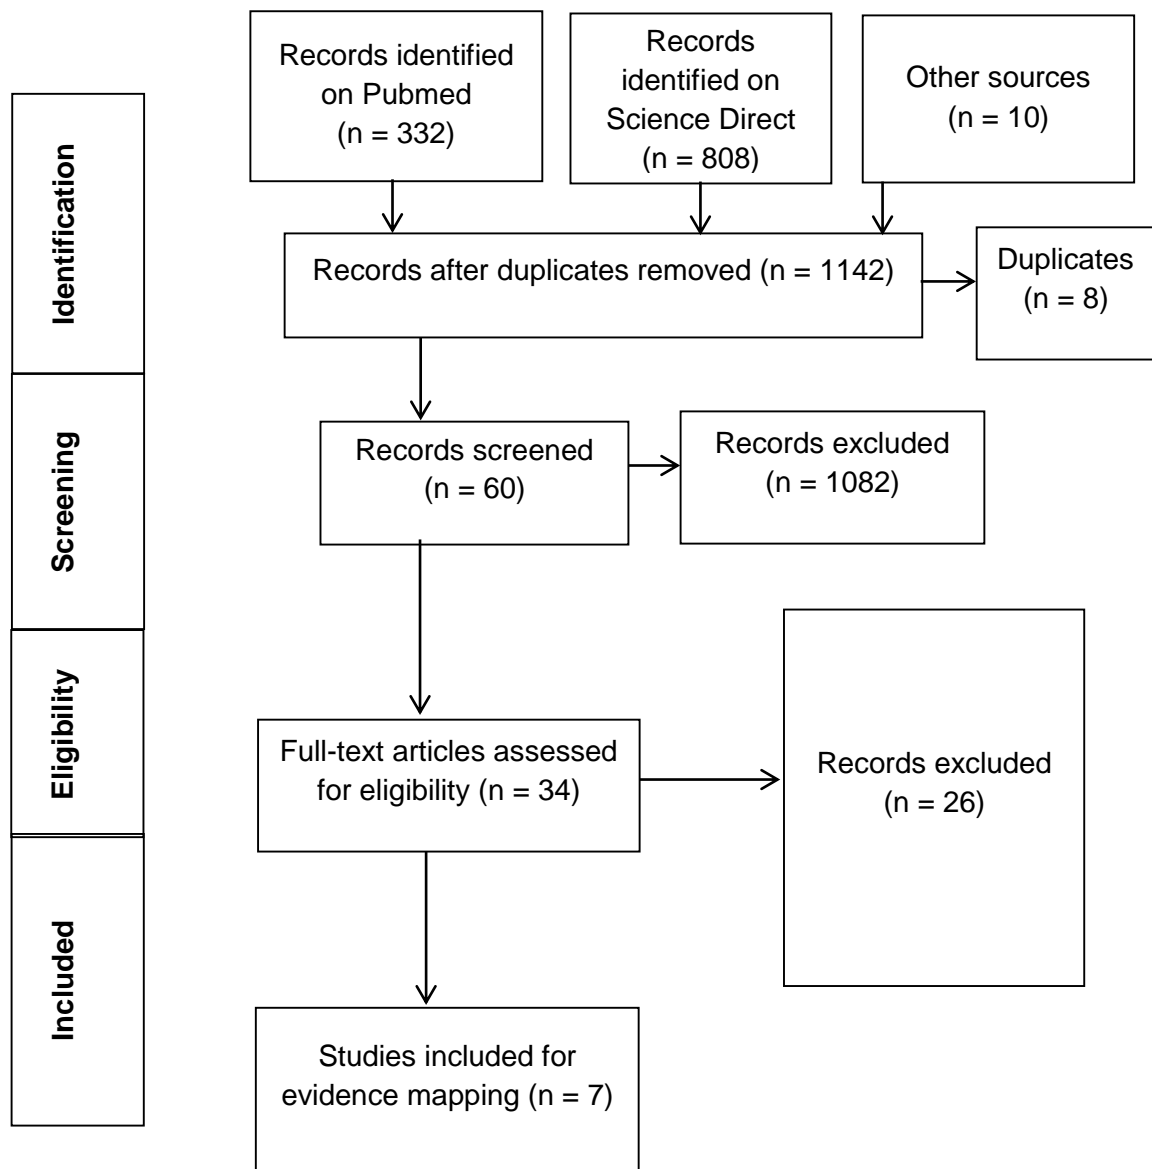 Records identified
on Pubmed
(n = 332)
Records
identified on
Science Direct
(n = 808)
Other sources
(n = 10)
Identification
Records after duplicates removed (n = 1142)
Duplicates
(n = 8)
Screening
Records screened
(n = 60)
Records excluded
(n = 1082)
Eligibility
Full-text articles assessed
for eligibility (n = 34)
Records excluded
(n = 26)
Included
Studies included for
evidence mapping (n = 7)